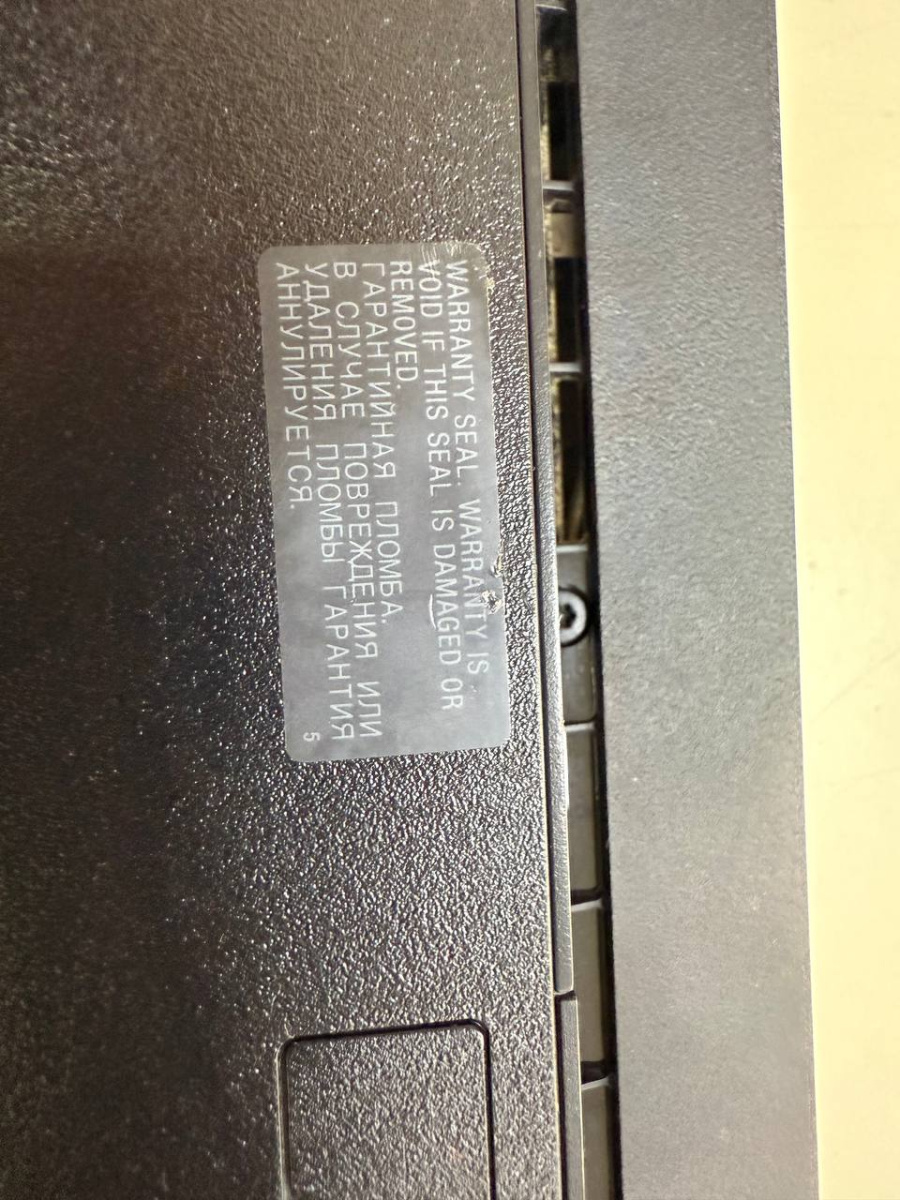 WARRANTY SEAL. WARRANTY IS
VOID IF THIS SEAL IS DAMAGED OR
REMOVED.
ГАРАНТИЙНАЯ ПЛОМБА.
В СЛУЧАЕ ПОВРЕЖДЕНИЯ ИЛИ
УДАЛЕНИЯ ПЛОМБЫ ГАРАНТИЯ
АННУЛИРУЕТСЯ.
5